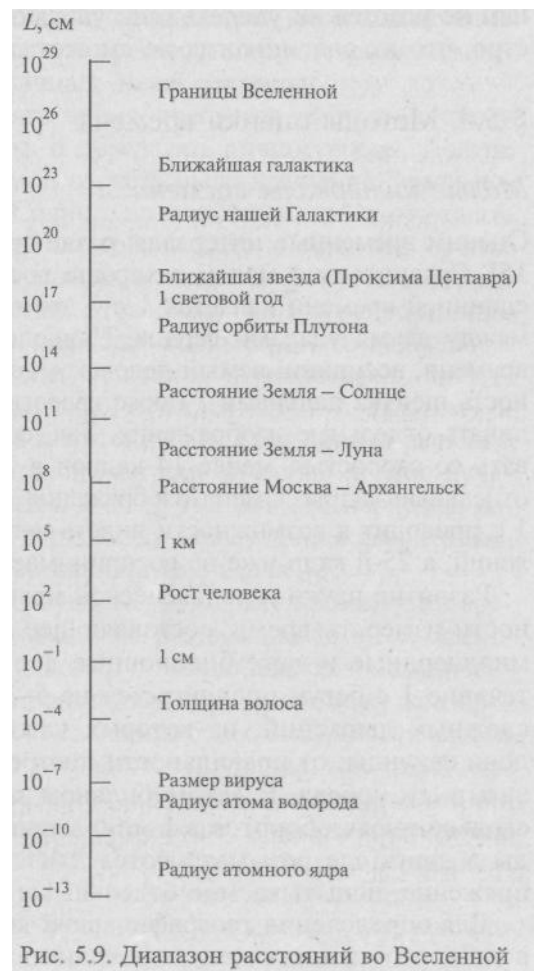 L, см
10^29
Границы Вселенной
10^26
Ближайшая галактика
10^23
Радиус нашей Галактики
10^20
Ближайшая звезда (Проксима Центавра)
10^17
1 световой год
Радиус орбиты Плутона
10^14
Расстояние Земля – Солнце
10^11
Расстояние Земля – Луна
10^8
Расстояние Москва – Архангельск
10^5
1 км
10^2
Рост человека
10^−1
1 см
Толщина волоса
10^−4
10^−7
Размер вируса
Радиус атома водорода
10^−10
Радиус атомного ядра
10^−13
Рис. 5.9. Диапазон расстояний во Вселенной